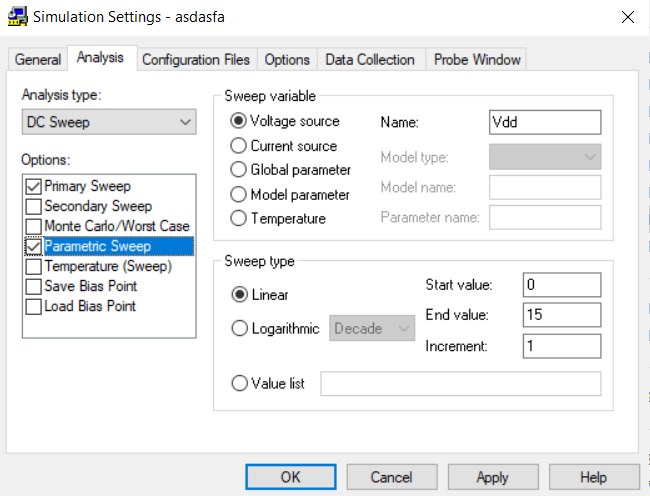 Simulation Settings - asdasfa
General Analysis Configuration Files Options Data Collection Probe Window
Analysis type:
DC Sweep
Options:
Primary Sweep
Secondary Sweep
Monte Carlo/Worst Case
Parametric Sweep
Temperature (Sweep)
Save Bias Point
Load Bias Point
Sweep variable
Voltage source
Current source
Global parameter
Model parameter
Temperature
Name: Vdd
Model type:
Model name:
Parameter name:
Sweep type
Linear
Logarithmic Decade
Value list
Start value: 0
End value: 15
Increment: 1
OK Cancel Apply Help